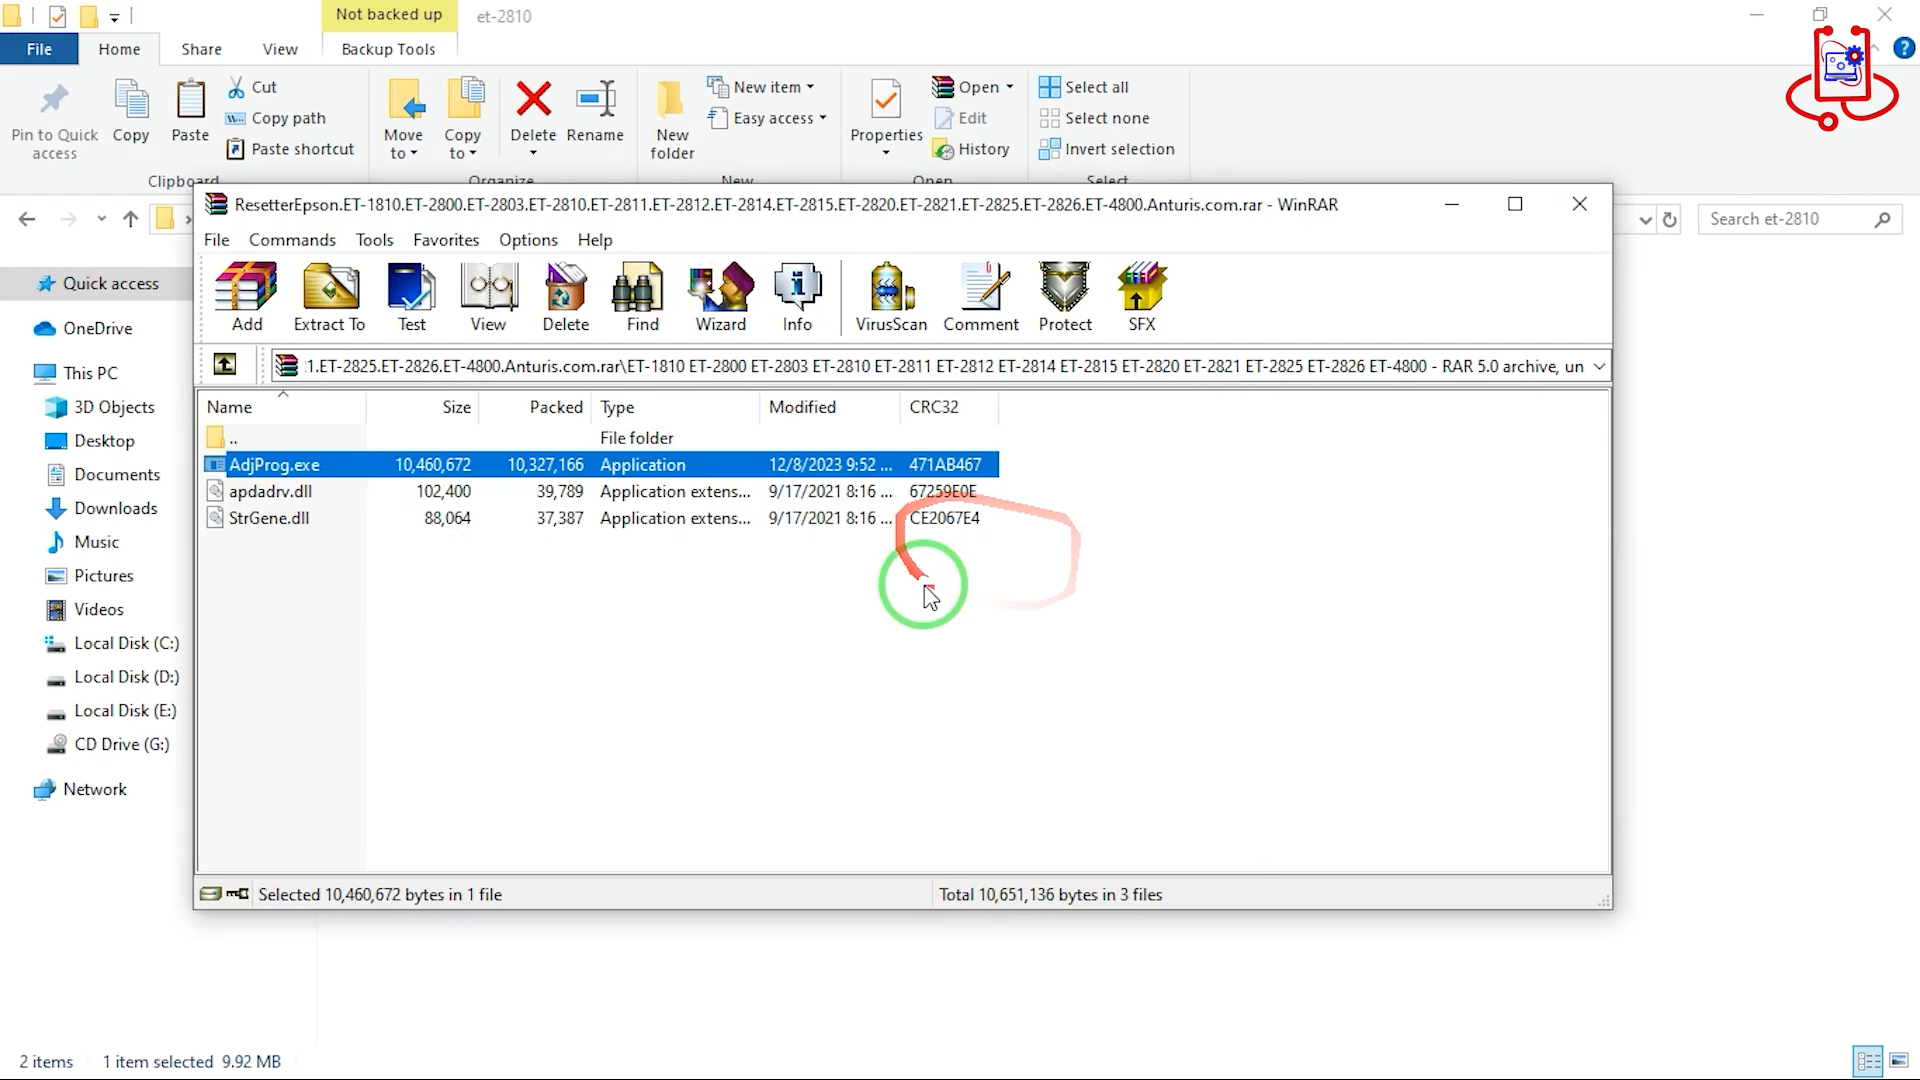 Not backed up
et-2810
File
Home
Share
View
Backup Tools
Pin to Quick access
Copy
Paste
Cut
Copy path
Paste shortcut
Move to
Copy to
Delete
Rename
New folder
New item
Easy access
Properties
Open
Edit
History
Select all
Select none
Invert selection
Clipboard
Organize
New
Open
Select
Search et-2810
Quick access
OneDrive
This PC
3D Objects
Desktop
Documents
Downloads
Music
Pictures
Videos
Local Disk (C:)
Local Disk (D:)
Local Disk (E:)
CD Drive (G:)
Network
ResetterEpson.ET-1810.ET-2800.ET-2803.ET-2810.ET-2811.ET-2812.ET-2814.ET-2815.ET-2820.ET-2821.ET-2825.ET-2826.ET-4800.Anturis.com.rar - WinRAR
File Commands Tools Favorites Options Help
Add
Extract To
Test
View
Delete
Find
Wizard
Info
VirusScan
Comment
Protect
SFX
1.ET-2825.ET-2826.ET-4800.Anturis.com.rar\ET-1810 ET-2800 ET-2803 ET-2810 ET-2811 ET-2812 ET-2814 ET-2815 ET-2820 ET-2821 ET-2825 ET-2826 ET-4800 - RAR 5.0 archive, un
Name Size Packed Type Modified CRC32
.. File folder
AdjProg.exe 10,460,672 10,327,166 Application 12/8/2023 9:52 ... 471AB467
apdadrv.dll 102,400 39,789 Application extens... 9/17/2021 8:16 ... 67259E0E
StrGene.dll 88,064 37,387 Application extens... 9/17/2021 8:16 ... CE2067E4
Selected 10,460,672 bytes in 1 file
Total 10,651,136 bytes in 3 files
2 items
1 item selected 9.92 MB